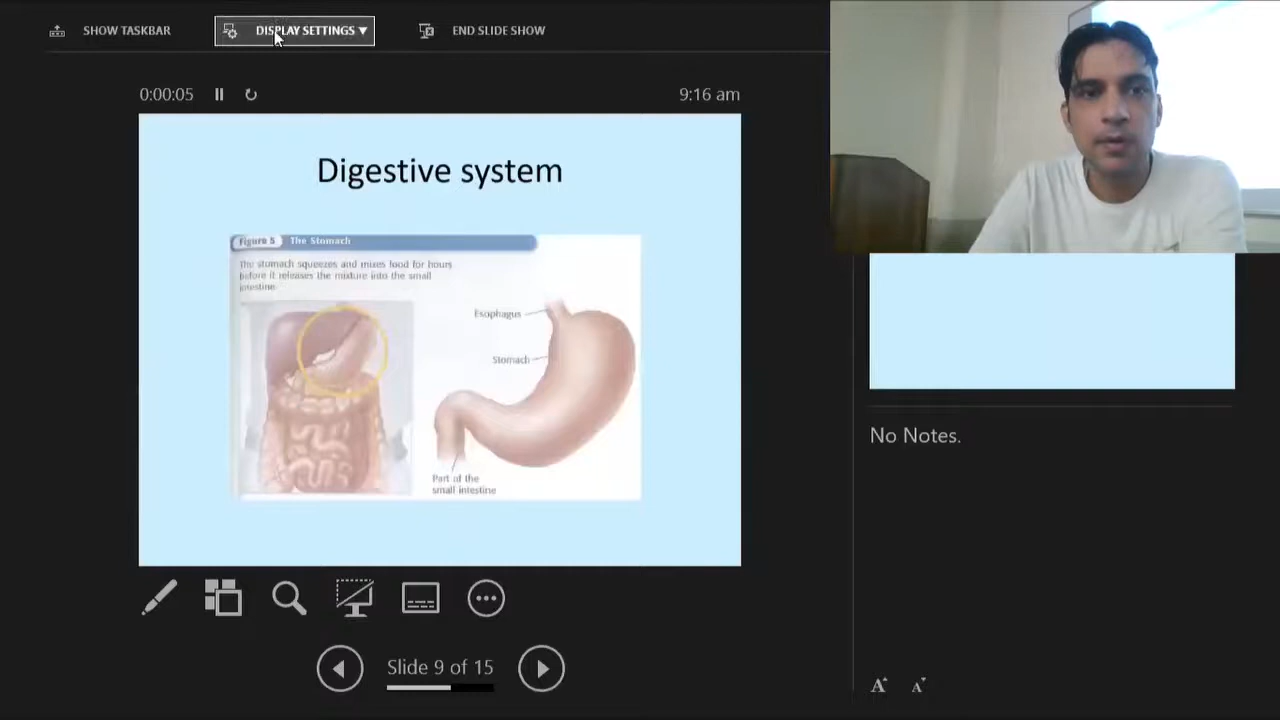 SHOW TASKBAR
DISPLAY SETTINGS ▼
END SLIDE SHOW
0:00:05
9:16 am
Digestive system
Figure 5 The Stomach
The stomach squeezes and mixes food for hours
before it releases the mixture into the small
intestine.
Esophagus
Stomach
Part of the
small intestine
No Notes.
Slide 9 of 15
A A